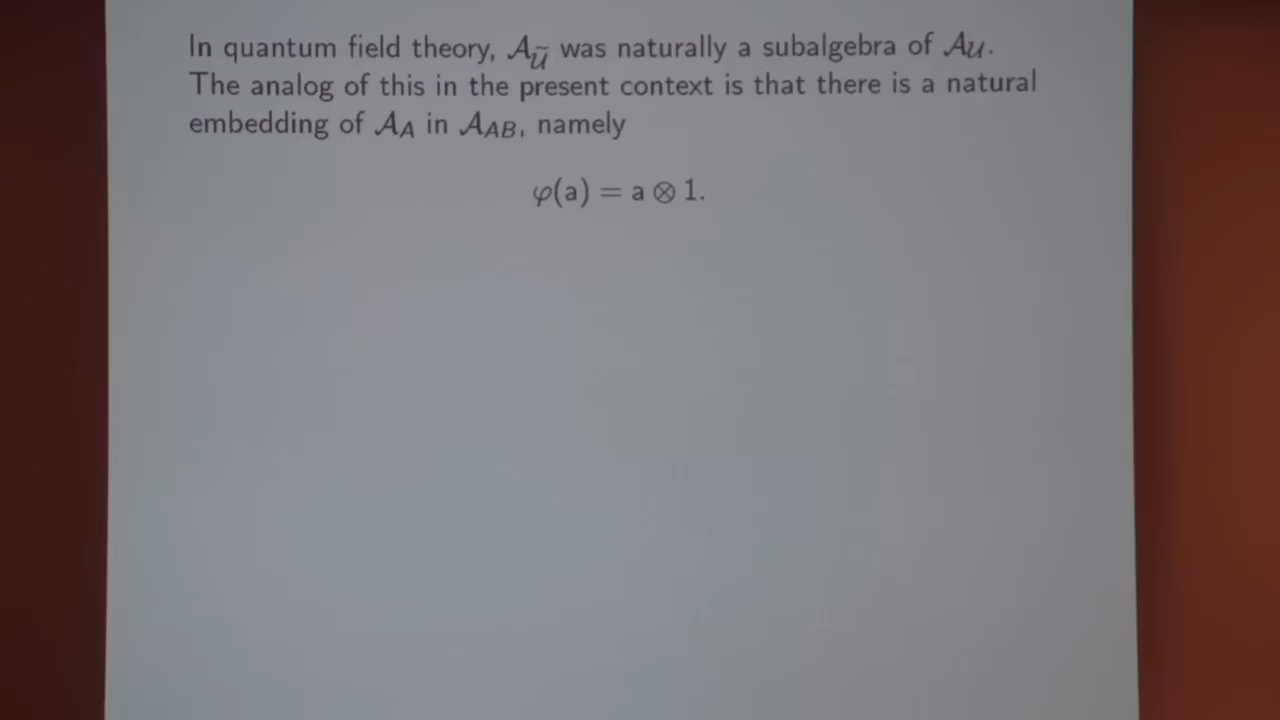 In quantum field theory, 𝒜_Ũ was naturally a subalgebra of 𝒜_U.
The analog of this in the present context is that there is a natural
embedding of 𝒜_A in 𝒜_AB, namely
φ(a) = a ⊗ 1.